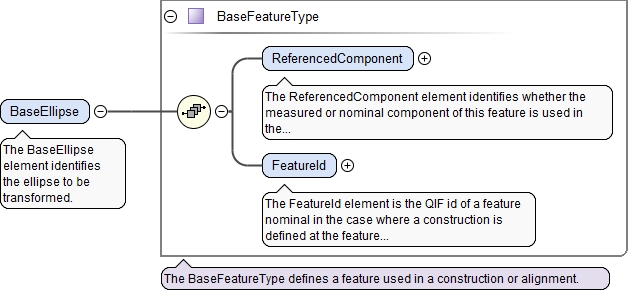 BaseFeatureType
ReferencedComponent
The ReferencedComponent element identifies whether the
measured or nominal component of this feature is used in
the...
BaseEllipse
The BaseEllipse
element identifies
the ellipse to be
transformed.
FeatureId
The FeatureId element is the QIF id of a feature
nominal in the case where a construction is
defined at the feature...
The BaseFeatureType defines a feature used in a construction or alignment.